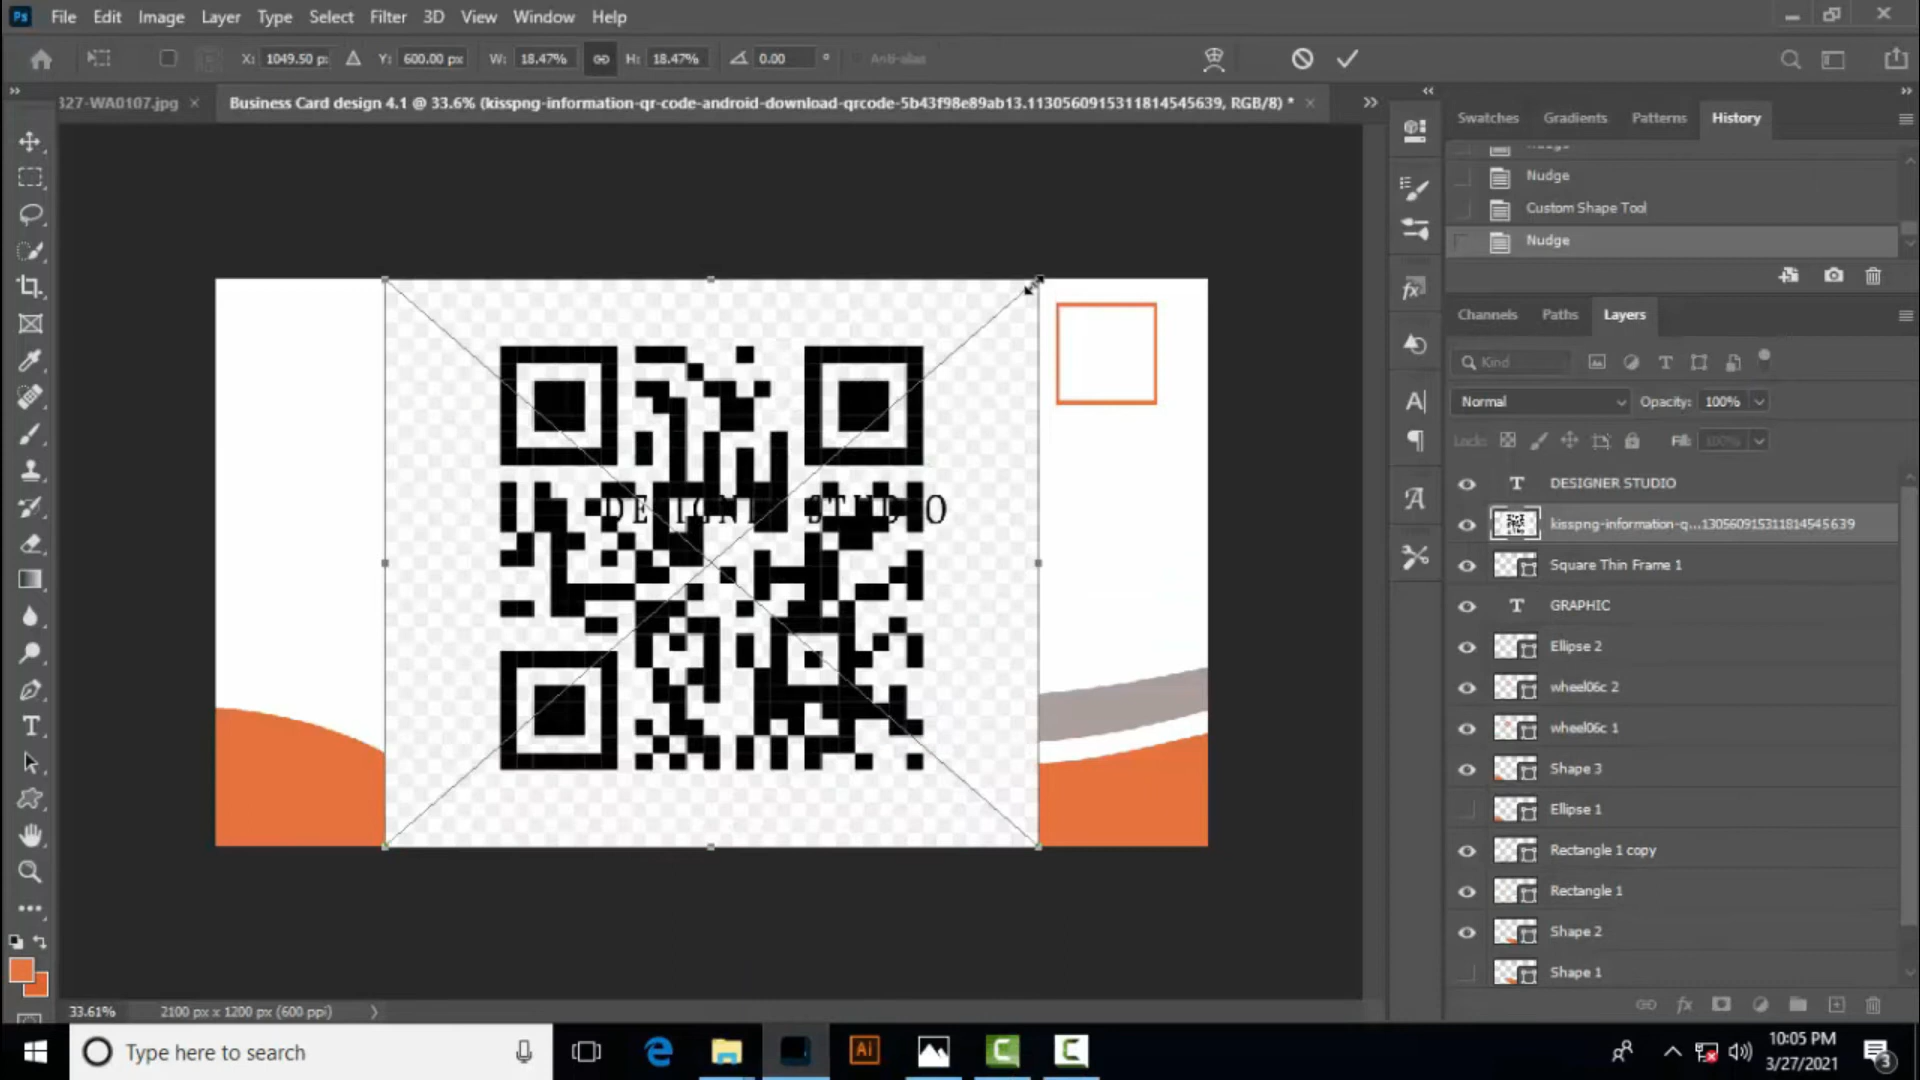 Ps File Edit Image Layer Type Select Filter 3D View Window Help
X: 1049.50 p: Y: 600.00 px W: 18.47% H: 18.47% 0.00 ° Anti-alias
327-WA0107.jpg × Business Card design 4.1 @ 33.6% (kisspng-information-qr-code-android-download-qrcode-5b43f98e89ab13.1130560915311814545639, RGB/8) * ×
Swatches Gradients Patterns History
Nudge
Nudge
Custom Shape Tool
Nudge
Channels Paths Layers
Kind
Normal Opacity: 100%
Lock: Fill: 100%
DESIGNER STUDIO
kisspng-information-q...130560915311814545639
Square Thin Frame 1
GRAPHIC
Ellipse 2
wheel06c 2
wheel06c 1
Shape 3
Ellipse 1
Rectangle 1 copy
Rectangle 1
Shape 2
Shape 1
STUDIO
33.61% 2100 px x 1200 px (600 ppi)
Type here to search
Ai
10:05 PM
3/27/2021
3